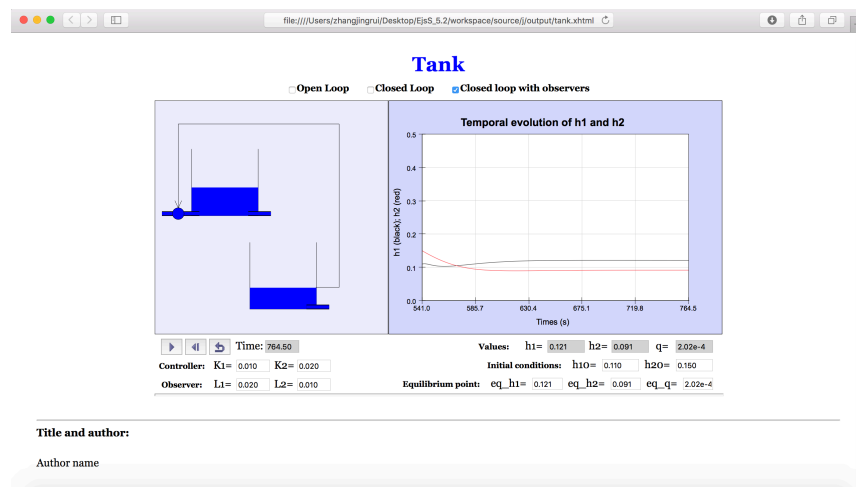 file:////Users/zhangjingrui/Desktop/EjsS_5.2/workspace/source/j/output/tank.xhtml
Tank
Open Loop Closed Loop Closed loop with observers
Temporal evolution of h1 and h2
0.5
0.4
0.3
0.2
0.1
0.0
h1 (black); h2 (red)
541.0 585.7 630.4 675.1 719.8 764.5
Times (s)
Time: 764.50
Values: h1= 0.121 h2= 0.091 q= 2.02e-4
Controller: K1= 0.010 K2= 0.020
Initial conditions: h10= 0.110 h20= 0.150
Observer: L1= 0.020 L2= 0.010
Equilibrium point: eq_h1= 0.121 eq_h2= 0.091 eq_q= 2.02e-4
Title and author:
Author name